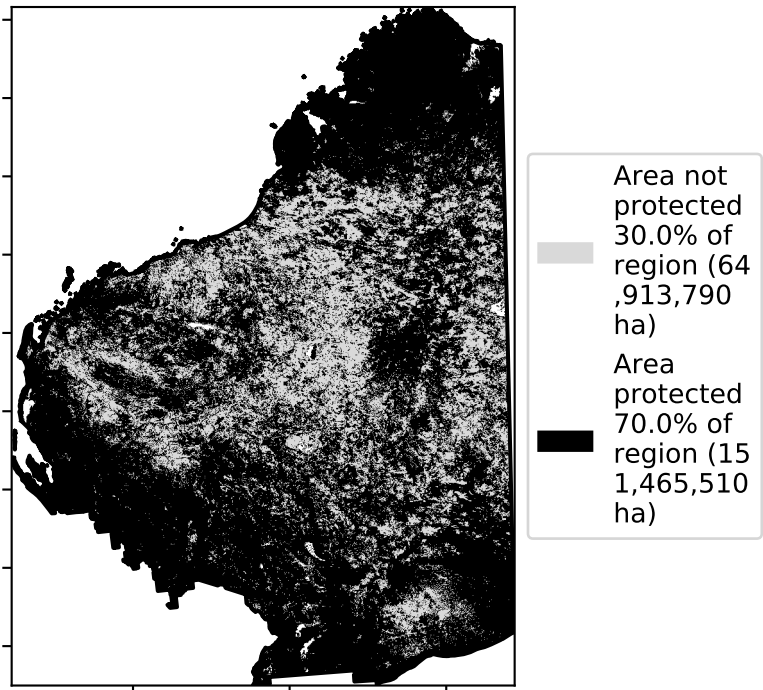 Area not
protected
30.0% of
region (64
,913,790
ha)
Area
protected
70.0% of
region (15
1,465,510
ha)